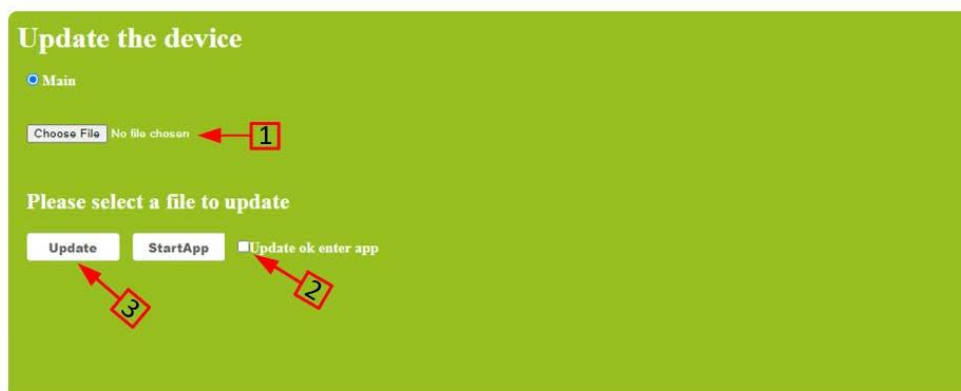 Update the device
Main
Choose File No file chosen
1
Please select a file to update
Update StartApp Update ok enter app
2
3